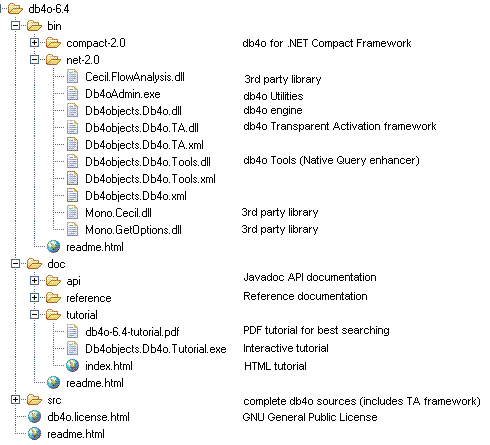 db4o-6.4
bin
compact-2.0 db4o for .NET Compact Framework
net-2.0
Cecil.FlowAnalysis.dll 3rd party library
Db4oAdmin.exe db4o Utilities
Db4objects.Db4o.dll db4o engine
Db4objects.Db4o.TA.dll db4o Transparent Activation framework
Db4objects.Db4o.TA.xml
Db4objects.Db4o.Tools.dll db4o Tools (Native Query enhancer)
Db4objects.Db4o.Tools.xml
Db4objects.Db4o.xml
Mono.Cecil.dll 3rd party library
Mono.GetOptions.dll 3rd party library
readme.html
doc
api Javadoc API documentation
reference Reference documentation
tutorial
db4o-6.4-tutorial.pdf PDF tutorial for best searching
Db4objects.Db4o.Tutorial.exe Interactive tutorial
index.html HTML tutorial
readme.html
src complete db4o sources (includes TA framework)
db4o.license.html GNU General Public License
readme.html